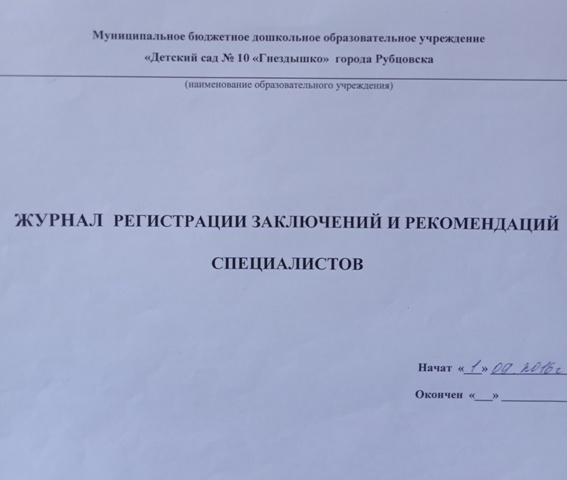 Муниципальное бюджетное дошкольное образовательное учреждение
«Детский сад № 10 «Гнездышко» города Рубцовска
(наименование образовательного учреждения)
ЖУРНАЛ РЕГИСТРАЦИИ ЗАКЛЮЧЕНИЙ И РЕКОМЕНДАЦИЙ
СПЕЦИАЛИСТОВ
Начат «1» 09. 2016г
Окончен «___» ___________